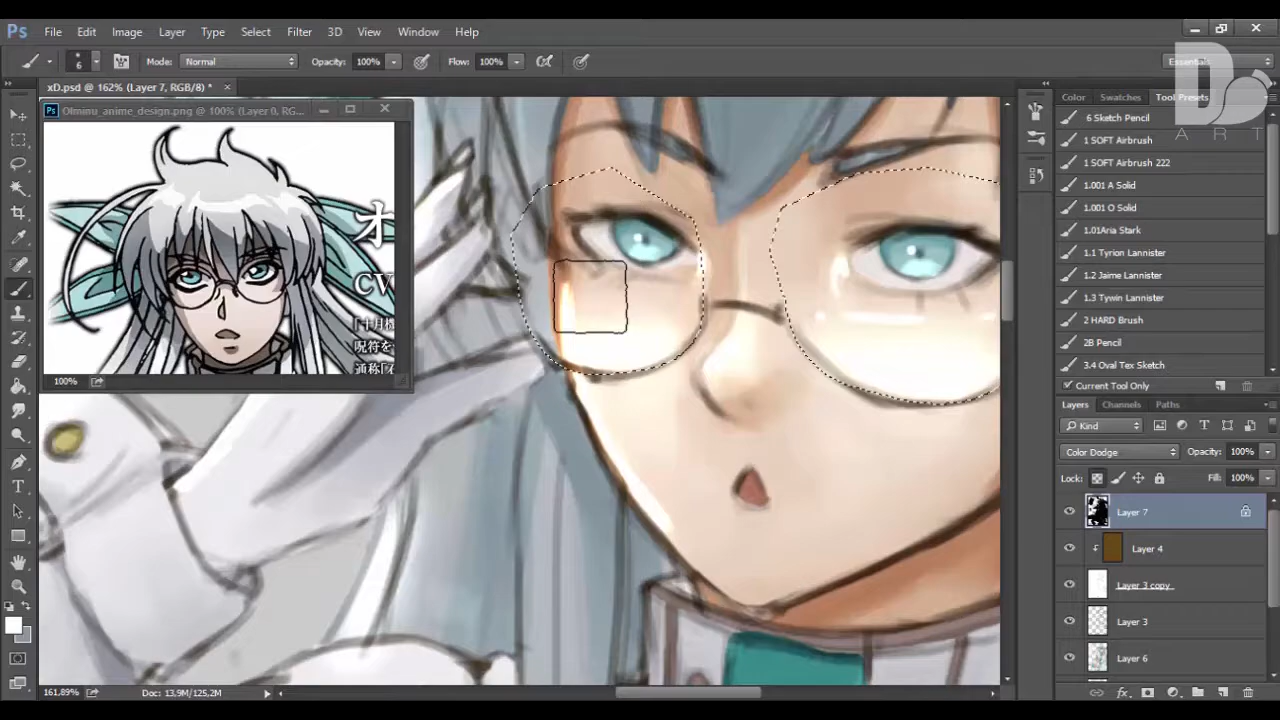 Ps File Edit Image Layer Type Select Filter 3D View Window Help
6 Mode: Normal Opacity: 100% Flow: 100% Essentials
xD.psd @ 162% (Layer 7, RGB/8) * ×
Olminu_anime_design.png @ 100% (Layer 0, RG...
オ
CV
100%
Color Swatches Tool Presets
ART
6 Sketch Pencil
1 SOFT Airbrush
1 SOFT Airbrush 222
1.001 A Solid
1.001 O Solid
1.01Aria Stark
1.1 Tyrion Lannister
1.2 Jaime Lannister
1.3 Tywin Lannister
2 HARD Brush
2B Pencil
3.4 Oval Tex Sketch
Current Tool Only
Layers Channels Paths
Kind
Color Dodge Opacity: 100%
Lock: Fill: 100%
Layer 7
Layer 4
Layer 3 copy
Layer 3
Layer 6
161,89% Doc: 13,9M/125,2M